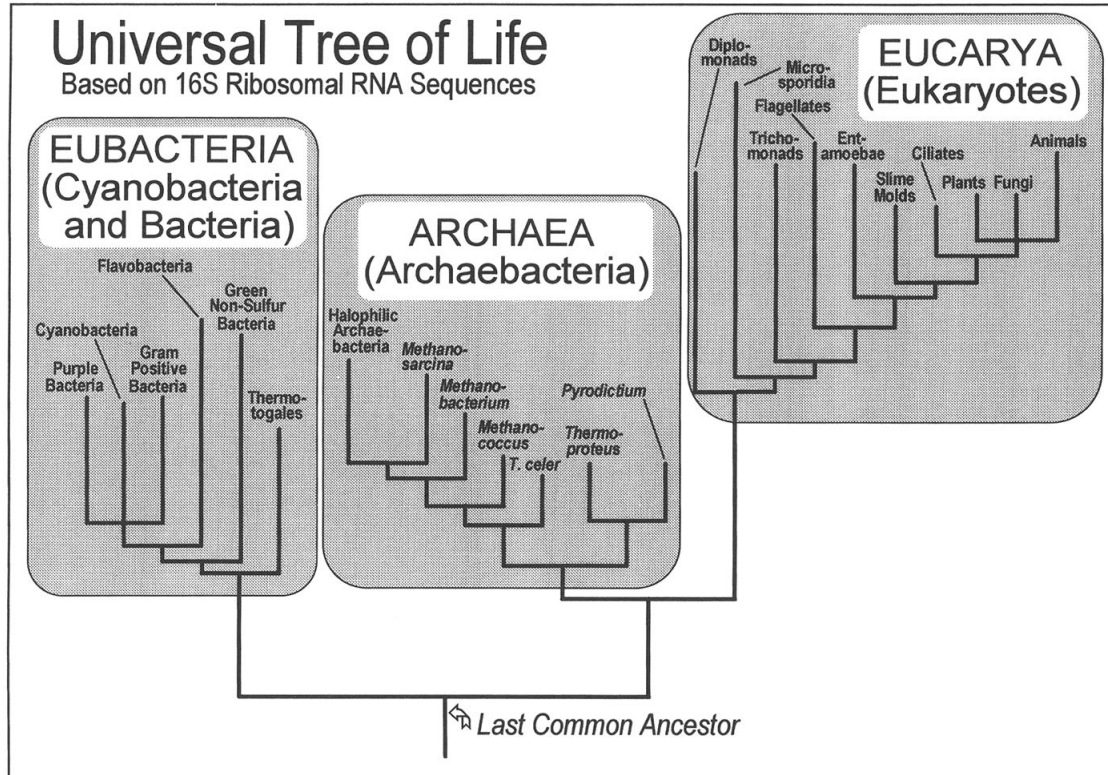 Universal Tree of Life
Based on 16S Ribosomal RNA Sequences
EUBACTERIA
(Cyanobacteria
and Bacteria)
Flavobacteria
Green
Non-Sulfur
Bacteria
Cyanobacteria
Gram
Positive
Bacteria
Purple
Bacteria
Thermo-
togales
ARCHAEA
(Archaebacteria)
Halophilic
Archae-
bacteria
Methano-
sarcina
Methano-
bacterium
Methano-
coccus
T. celer
Thermo-
proteus
Pyrodictium
EUCARYA
(Eukaryotes)
Diplo-
monads
Micro-
sporidia
Flagellates
Tricho-
monads
Ent-
amoebae
Slime
Molds
Ciliates
Plants
Fungi
Animals
Last Common Ancestor